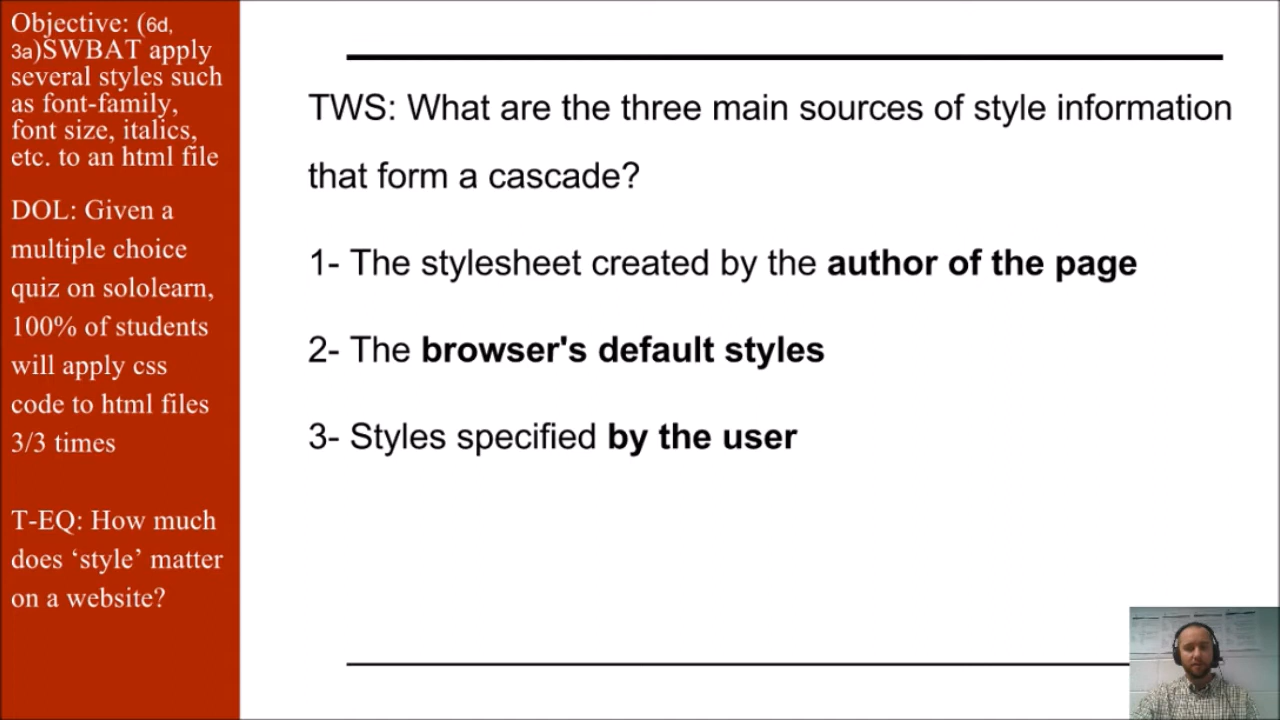 Objective: (6d,
3a)SWBAT apply
several styles such
as font-family,
font size, italics,
etc. to an html file
DOL: Given a
multiple choice
quiz on sololearn,
100% of students
will apply css
code to html files
3/3 times
T-EQ: How much
does ‘style’ matter
on a website?
TWS: What are the three main sources of style information
that form a cascade?
1- The stylesheet created by the author of the page
2- The browser's default styles
3- Styles specified by the user